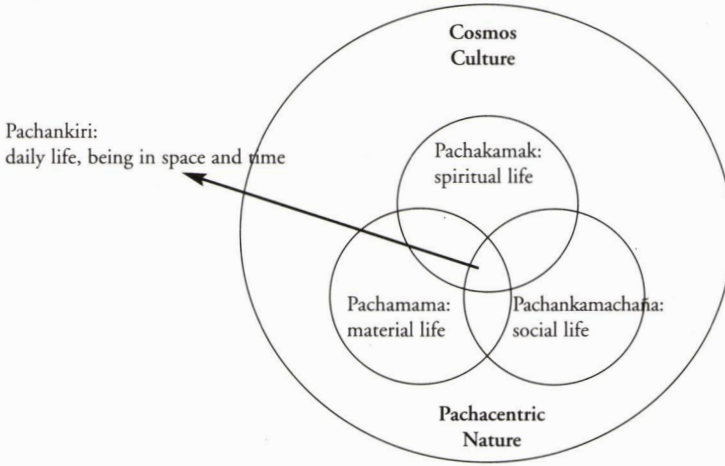 Cosmos
Culture
Pachankiri:
daily life, being in space and time
Pachakamak:
spiritual life
Pachamama:
material life
Pachankamachaña:
social life
Pachacentric
Nature